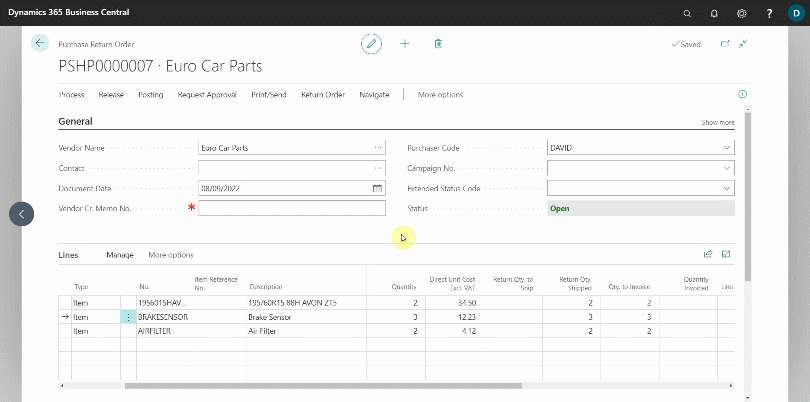 Dynamics 365 Business Central
? D
Purchase Return Order
Saved
PSHP0000007 · Euro Car Parts
Process Release Posting Request Approval Print/Send Return Order Navigate More options
General Show more
Vendor Name Euro Car Parts Purchaser Code DAVID
Contact Campaign No.
Document Date 08/09/2022 Extended Status Code
Vendor Cr. Memo No. * Status Open
Lines Manage More options
Type No. Item Reference No. Description Quantity Direct Unit Cost Excl. VAT Return Qty. to Ship Return Qty. Shipped Qty. to Invoice Quantity Invoiced Line
Item 1956015HAV... 195/60R15 88H AVON ZT5 2 34.50 2 2
Item BRAKESENSOR Brake Sensor 3 12.23 3 3
Item AIRFILTER Air Filter 2 4.12 2 2